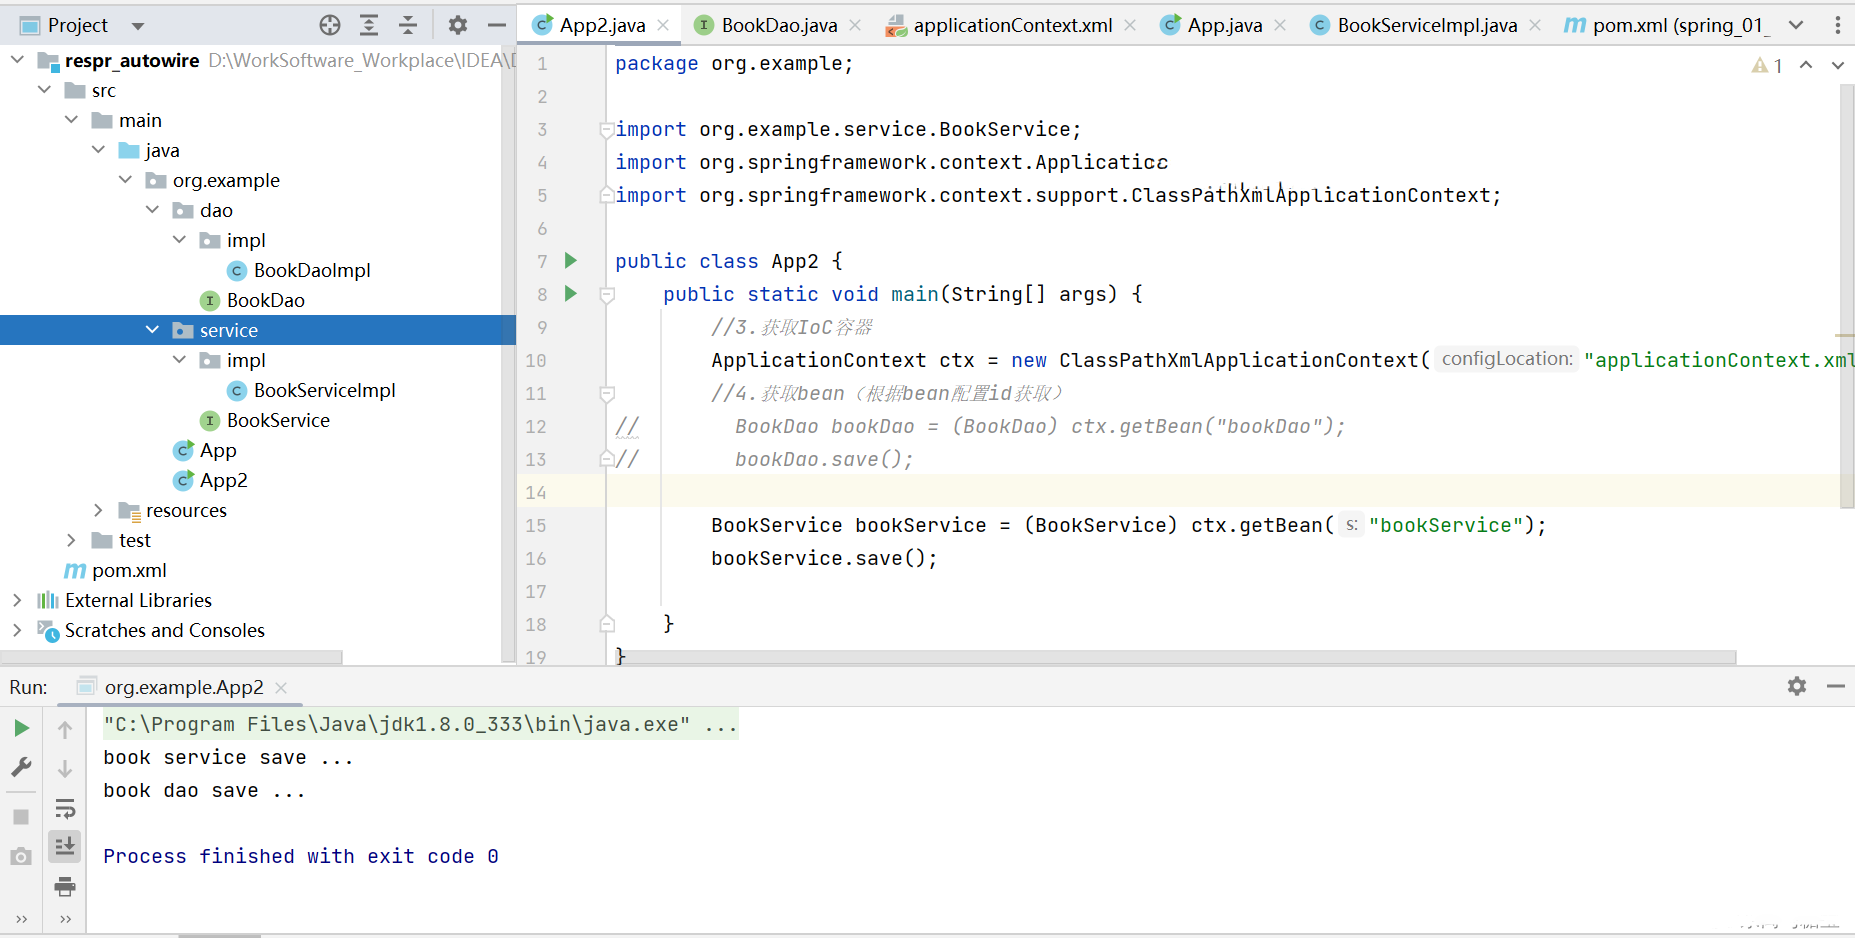 Project
App2.java
BookDao.java
applicationContext.xml
App.java
BookServiceImpl.java
pom.xml (spring_01_
respr_autowire D:\WorkSoftware_Workplace\IDEA\
src
main
java
org.example
dao
impl
BookDaoImpl
BookDao
service
impl
BookServiceImpl
BookService
App
App2
resources
test
pom.xml
External Libraries
Scratches and Consoles
1
1 package org.example;
2
3 import org.example.service.BookService;
4 import org.springframework.context.
5 import org.springframework.context.support.ClassPathXmlApplicationContext;
6
7 public class App2 {
8 public static void main(String[] args) {
9 //3.获取IoC容器
10 ApplicationContext ctx = new ClassPathXmlApplicationContext( configLocation: "applicationContext.xml
11 //4.获取bean（根据bean配置id获取）
12 // BookDao bookDao = (BookDao) ctx.getBean("bookDao");
13 // bookDao.save();
14
15 BookService bookService = (BookService) ctx.getBean( s: "bookService");
16 bookService.save();
17
18 }
19 }
Run: org.example.App2
"C:\Program Files\Java\jdk1.8.0_333\bin\java.exe" ...
book service save ...
book dao save ...
Process finished with exit code 0